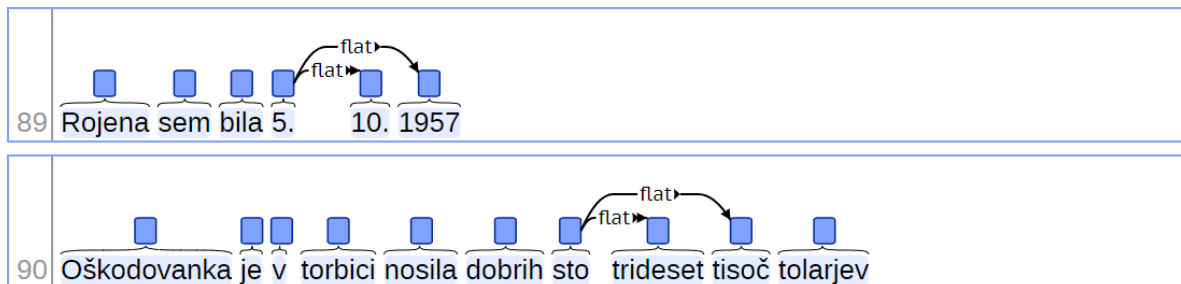 flat
flat
89 Rojena sem bila 5. 10. 1957
flat
flat
90 Oškodovanka je v torbici nosila dobrih sto trideset tisoč tolarjev